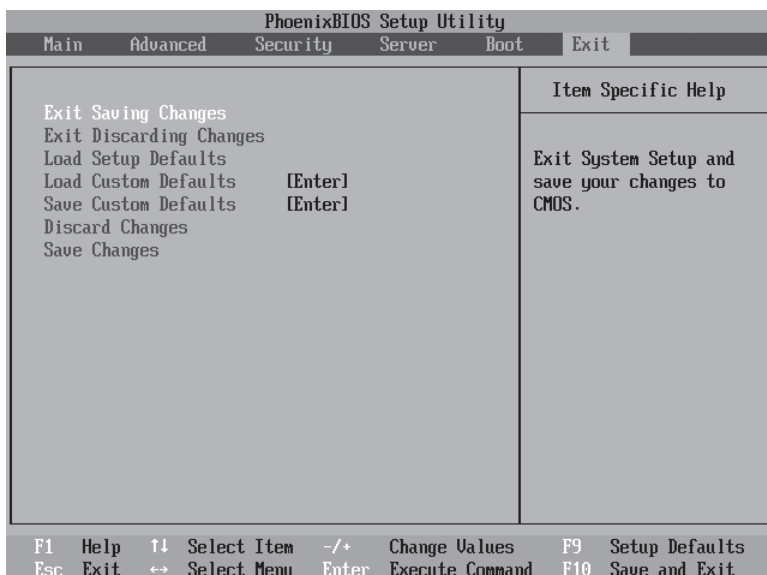 PhoenixBIOS Setup Utility
Main Advanced Security Server Boot Exit
Item Specific Help
Exit Saving Changes
Exit Discarding Changes
Load Setup Defaults
Load Custom Defaults [Enter]
Save Custom Defaults [Enter]
Discard Changes
Save Changes
Exit System Setup and
save your changes to
CMOS.
F1 Help ↑↓ Select Item -/+ Change Values F9 Setup Defaults
Esc Exit ↔ Select Menu Enter Execute Command F10 Save and Exit